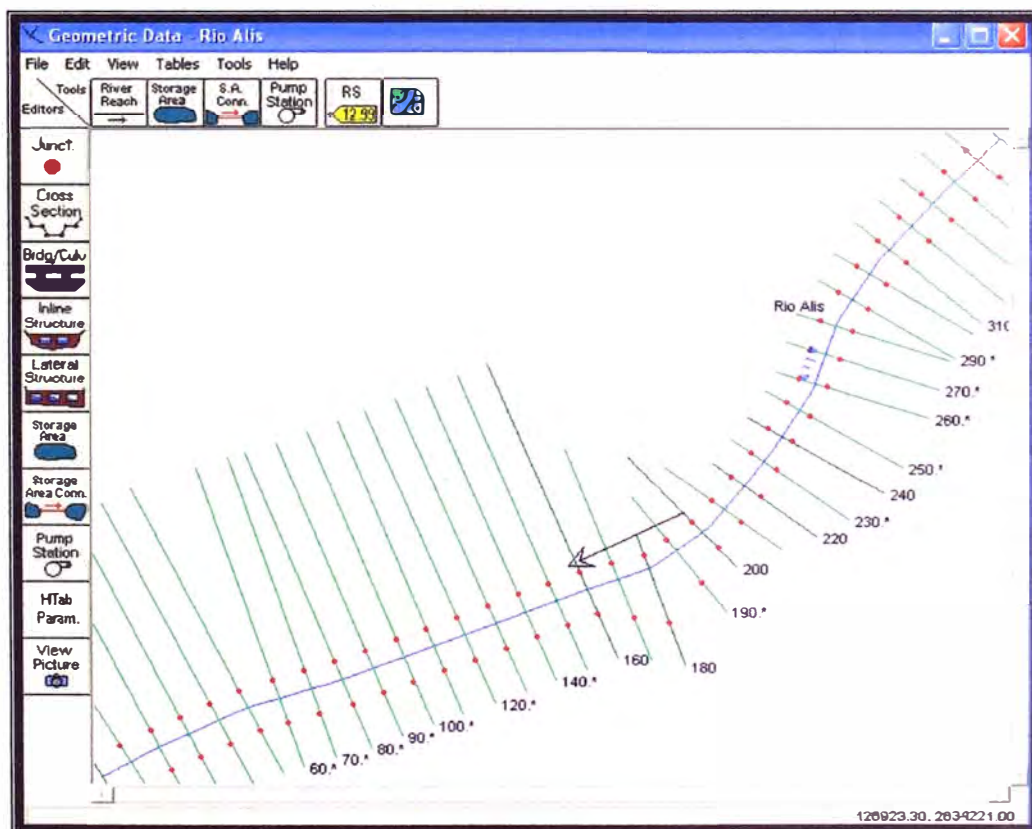 Geometric Data - Rio Alis
File Edit View Tables Tools Help
Tools
Editors
River Reach
Storage Area
S.A. Conn.
Pump Station
RS
12.99
Junct.
Cross Section
Brdg/Culv
Inline Structure
Lateral Structure
Storage Area
Storage Area Conn.
Pump Station
HTab Param.
View Picture
Rio Alis
310
290.*
270.*
260.*
250.*
240
230.*
220
200
190.*
180
160
140.*
120.*
100.*
90.*
80.*
70.*
60.*
126923.30, 2634221.00